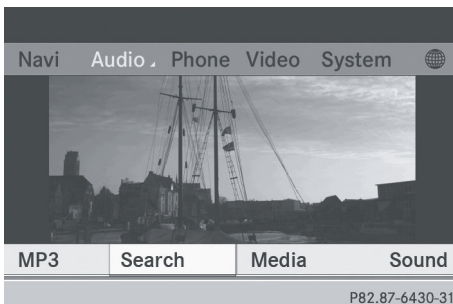 Navi Audio Phone Video System
MP3 Search Media Sound
P82.87-6430-31